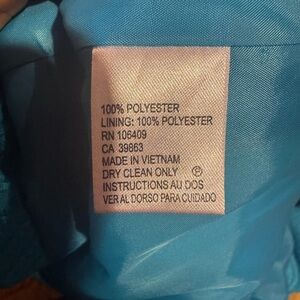 100% POLYESTER
LINING: 100% POLYESTER
RN 106409
CA 39863
MADE IN VIETNAM
DRY CLEAN ONLY Ⓟ
INSTRUCTIONS AU DOS
VER AL DORSO PARA CUIDADO